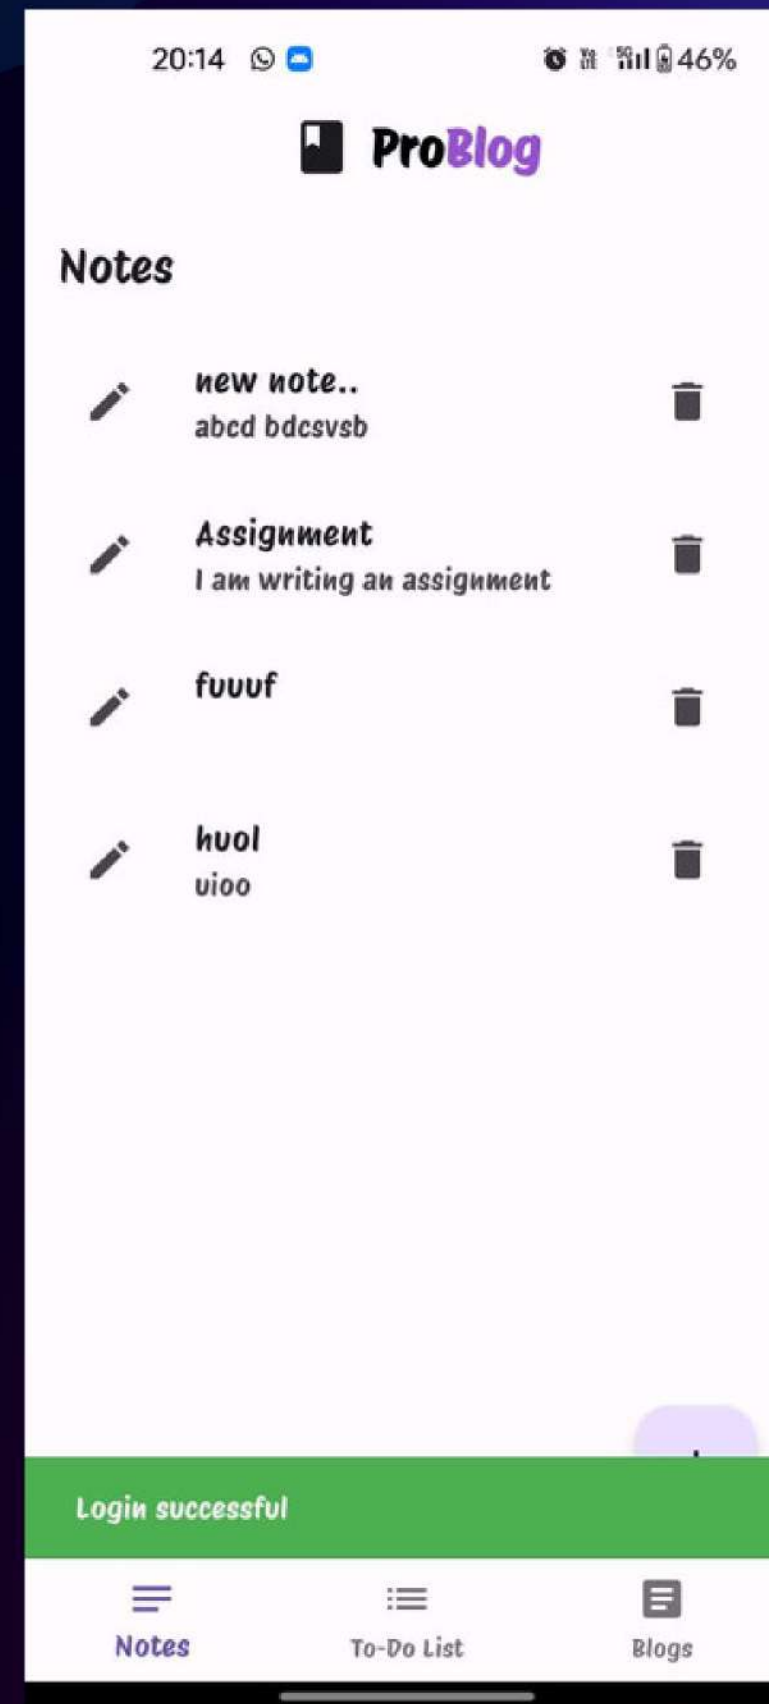 20:14 46%
ProBlog
Notes
new note..
abcd bdcsvsb
Assignment
I am writing an assignment
fuuuf
huol
uioo
Login successful
Notes To-Do List Blogs